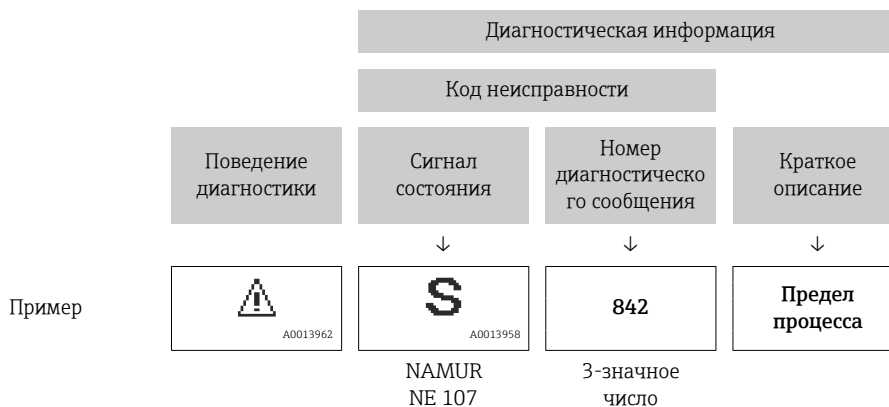 Диагностическая информация
Код неисправности
Поведение
диагностики
Сигнал
состояния
Номер
диагностическо
го сообщения
Краткое
описание
↓ ↓ ↓
Пример
A0013962
S
A0013958
842
Предел
процесса
NAMUR
NE 107
3-значное
число